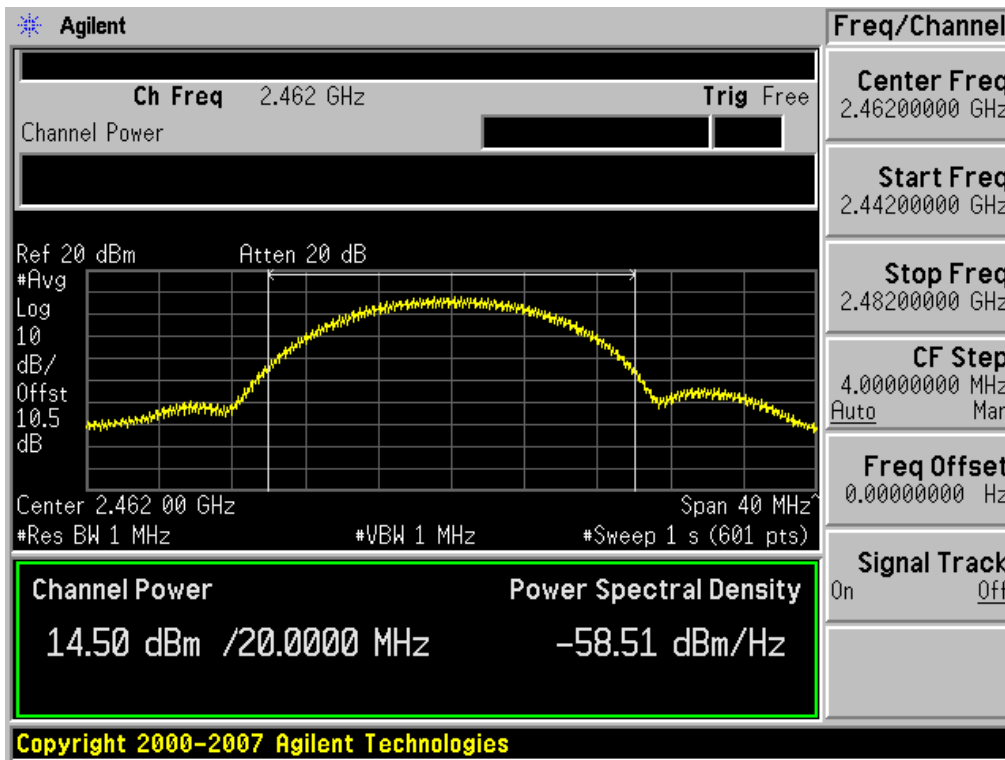 Agilent
Freq/Channel
Ch Freq 2.462 GHz Trig Free
Channel Power
Center Freq
2.46200000 GHz
Start Freq
2.44200000 GHz
Stop Freq
2.48200000 GHz
CF Step
4.00000000 MHz
Auto Man
Freq Offset
0.00000000 Hz
Signal Track
On Off
Ref 20 dBm Atten 20 dB
#Avg
Log
10
dB/
Offst
10.5
dB
Center 2.462 00 GHz Span 40 MHz^
#Res BW 1 MHz #VBW 1 MHz #Sweep 1 s (601 pts)
Channel Power Power Spectral Density
14.50 dBm /20.0000 MHz -58.51 dBm/Hz
Copyright 2000-2007 Agilent Technologies